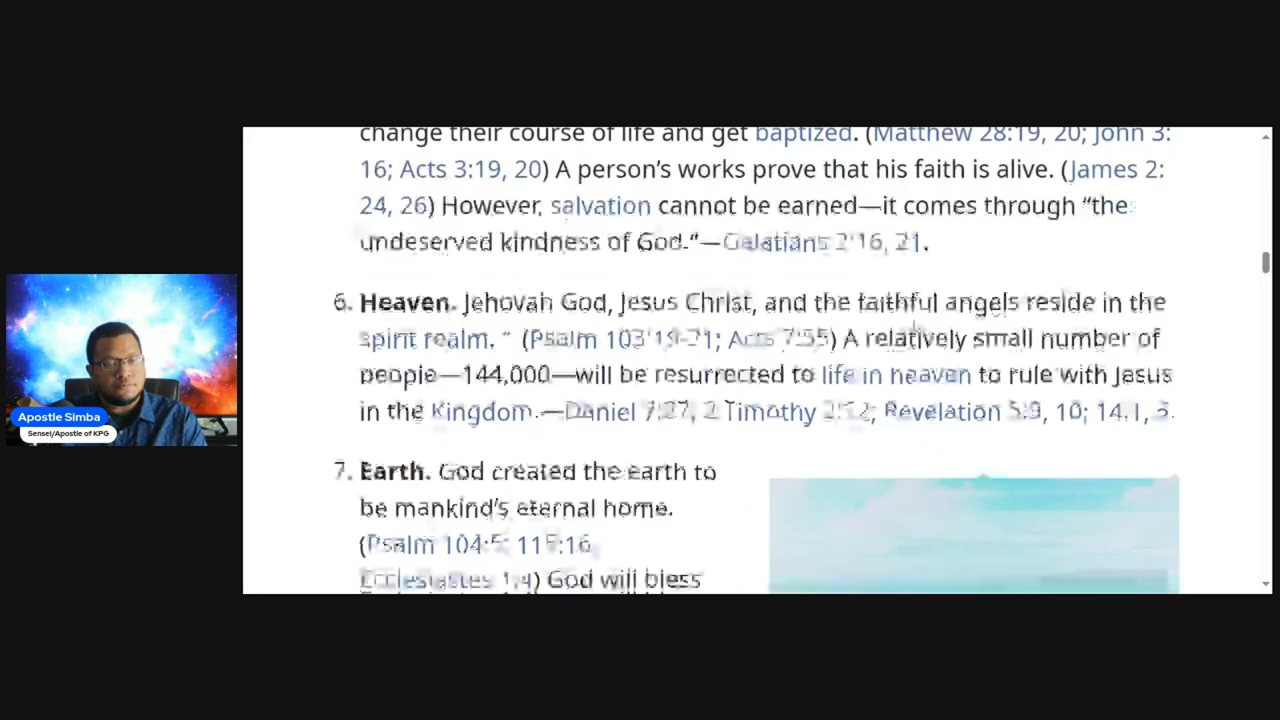 change their course of life and get baptized. (Matthew 28:19, 20; John 3:
16; Acts 3:19, 20) A person's works prove that his faith is alive. (James 2:
24, 26) However, salvation cannot be earned—it comes through “the
undeserved kindness of God.”—Galatians 2:16, 21.
6. Heaven. Jehovah God, Jesus Christ, and the faithful angels reside in the
spirit realm. (Psalm 103:19-21; Acts 7:55) A relatively small number of
people—144,000—will be resurrected to life in heaven to rule with Jesus
in the Kingdom.—Daniel 7:27; 2 Timothy 2:12; Revelation 5:9, 10; 14:1, 3.
7. Earth. God created the earth to
be mankind's eternal home.
(Psalm 104:5; 115:16;
Ecclesiastes 1:4) God will bless
Apostle Simba
Sensei/Apostle of KPG